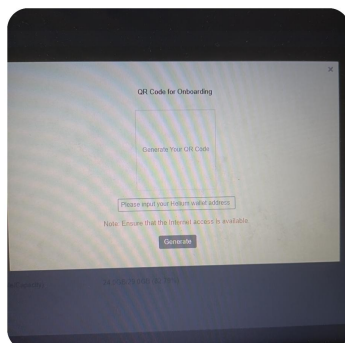 ×
QR Code for Onboarding
Generate Your QR Code
Please input your Helium wallet address
Note: Ensure that the Internet access is available.
Generate